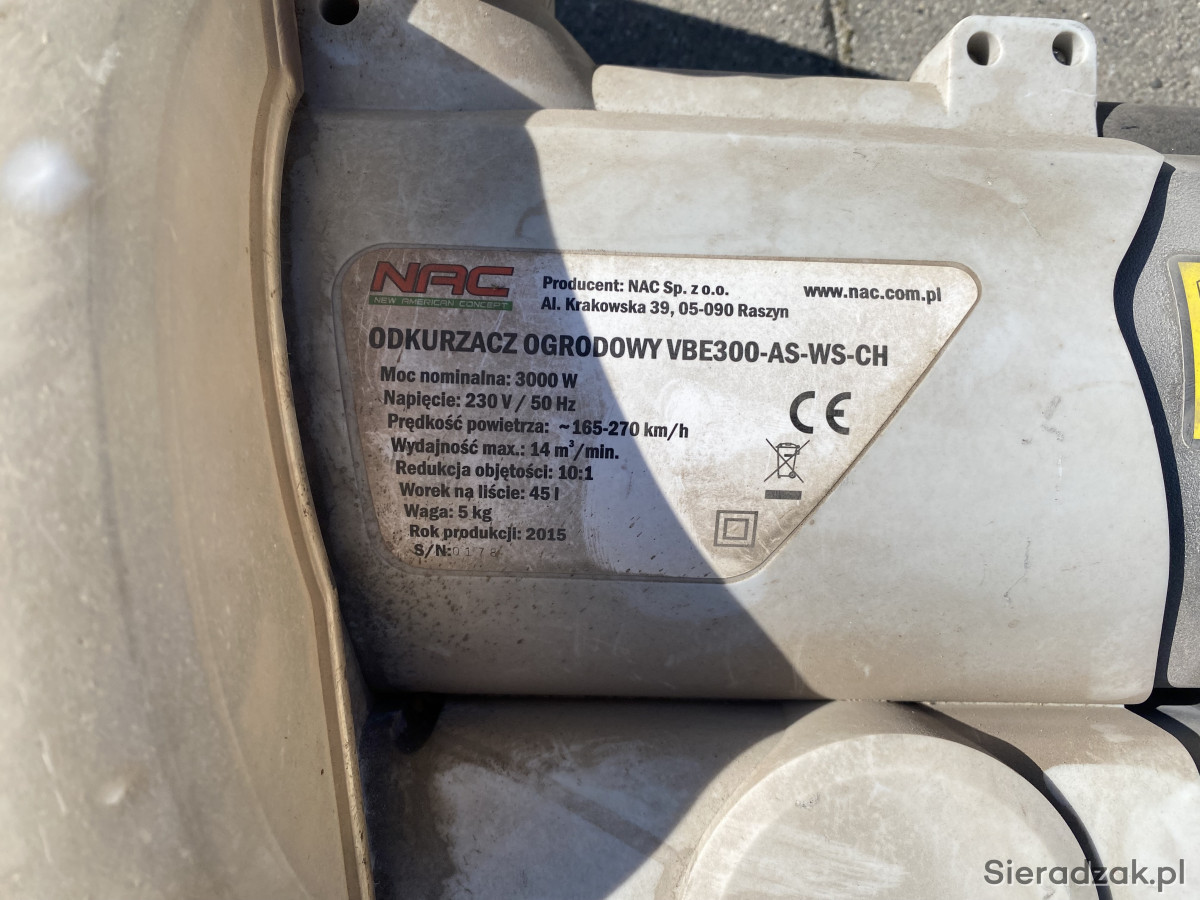 NAC
NEW AMERICAN CONCEPT
Producent: NAC Sp. z o.o.
Al. Krakowska 39, 05-090 Raszyn
www.nac.com.pl
ODKURZACZ OGRODOWY VBE300-AS-WS-CH
Moc nominalna: 3000 W
Napięcie: 230 V / 50 Hz
Prędkość powietrza: ~165-270 km/h
Wydajność max.: 14 m³/min.
Redukcja objętości: 10:1
Worek na liście: 45 l
Waga: 5 kg
Rok produkcji: 2015
S/N:
CE
Sieradzak.pl